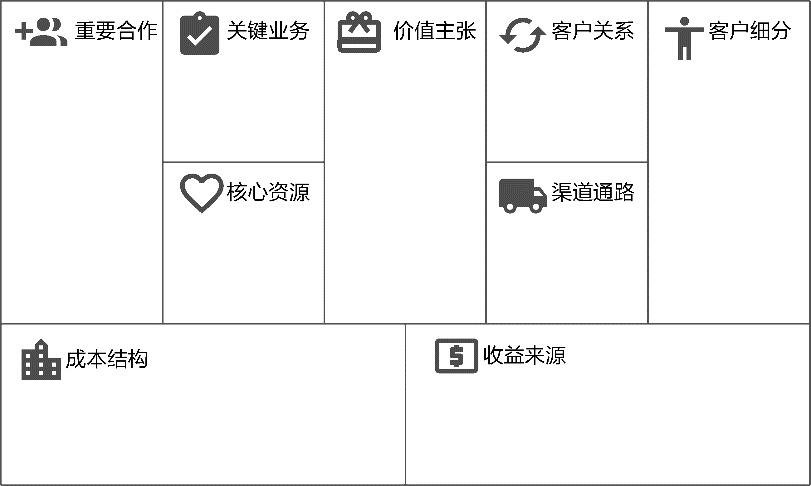 重要合作
关键业务
价值主张
客户关系
客户细分
核心资源
渠道通路
成本结构
收益来源